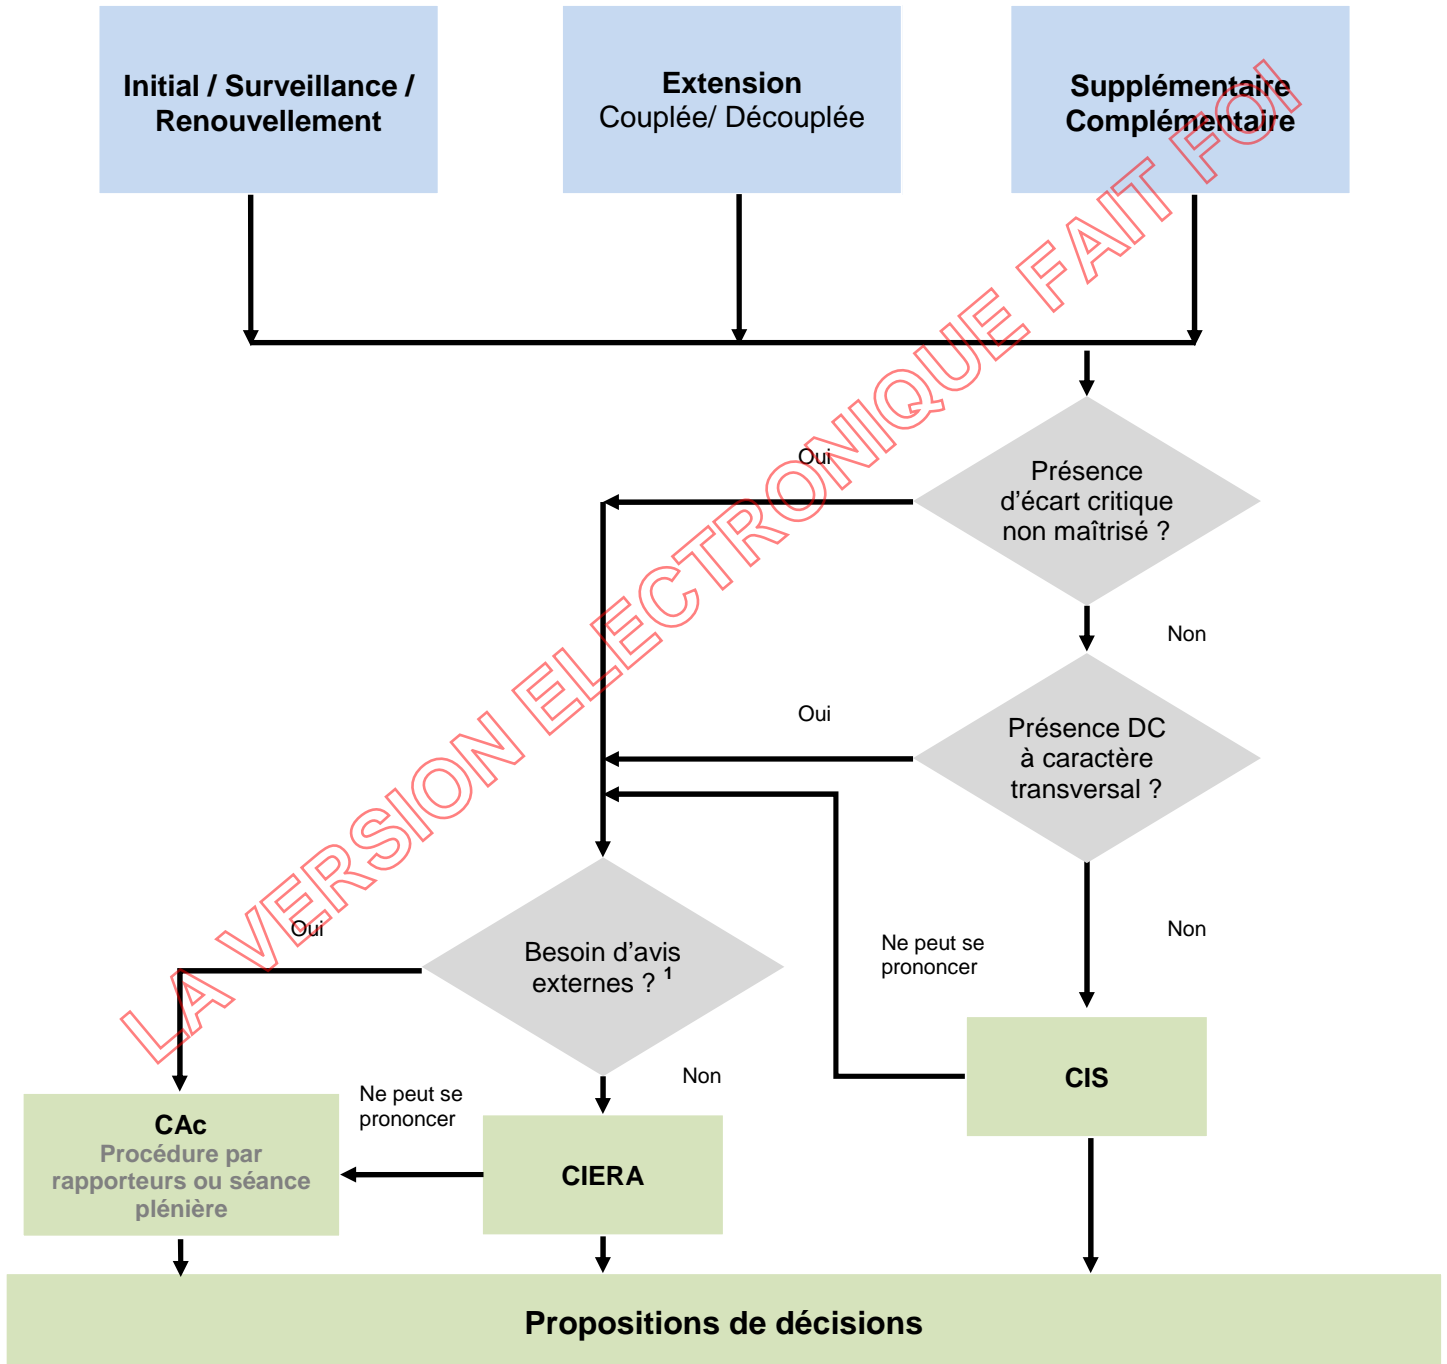 Initial / Surveillance /
Renouvellement
Extension
Couplée/ Découplée
Supplémentaire
Complémentaire
Oui
Présence
d'écart critique
non maîtrisé ?
Non
Oui
Présence DC
à caractère
transversal ?
Oui
Besoin d'avis
externes ? 1
Ne peut se
prononcer
Non
Non
CIS
Ne peut se
prononcer
CAc
Procédure par
rapporteurs ou séance
plénière
CIERA
Propositions de décisions
LA VERSION ELECTRONIQUE FAIT FOI